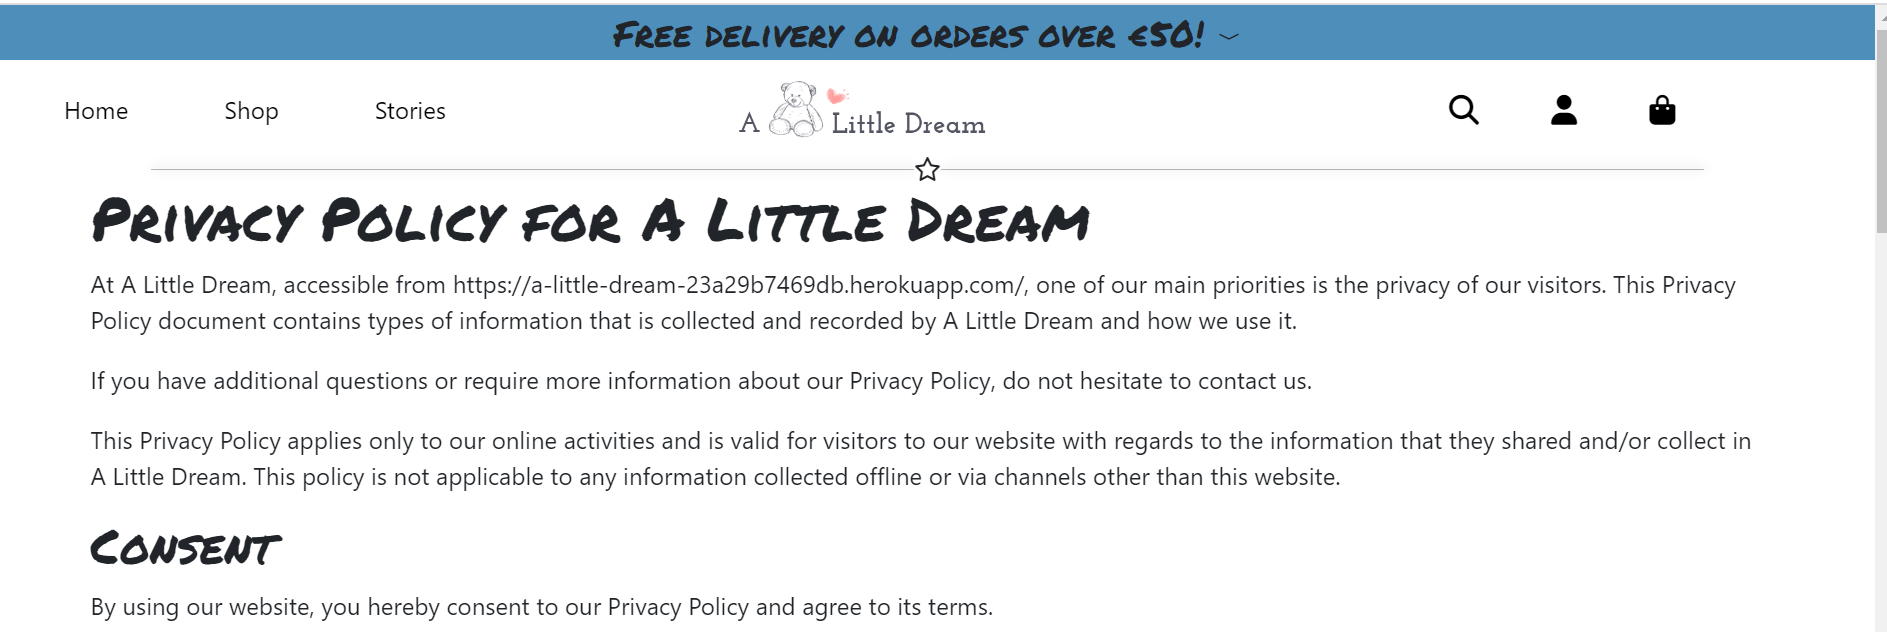 Free delivery on orders over €50!
Home Shop Stories
A Little Dream
Privacy Policy for A Little Dream
At A Little Dream, accessible from https://a-little-dream-23a29b7469db.herokuapp.com/, one of our main priorities is the privacy of our visitors. This Privacy
Policy document contains types of information that is collected and recorded by A Little Dream and how we use it.
If you have additional questions or require more information about our Privacy Policy, do not hesitate to contact us.
This Privacy Policy applies only to our online activities and is valid for visitors to our website with regards to the information that they shared and/or collect in
A Little Dream. This policy is not applicable to any information collected offline or via channels other than this website.
Consent
By using our website, you hereby consent to our Privacy Policy and agree to its terms.